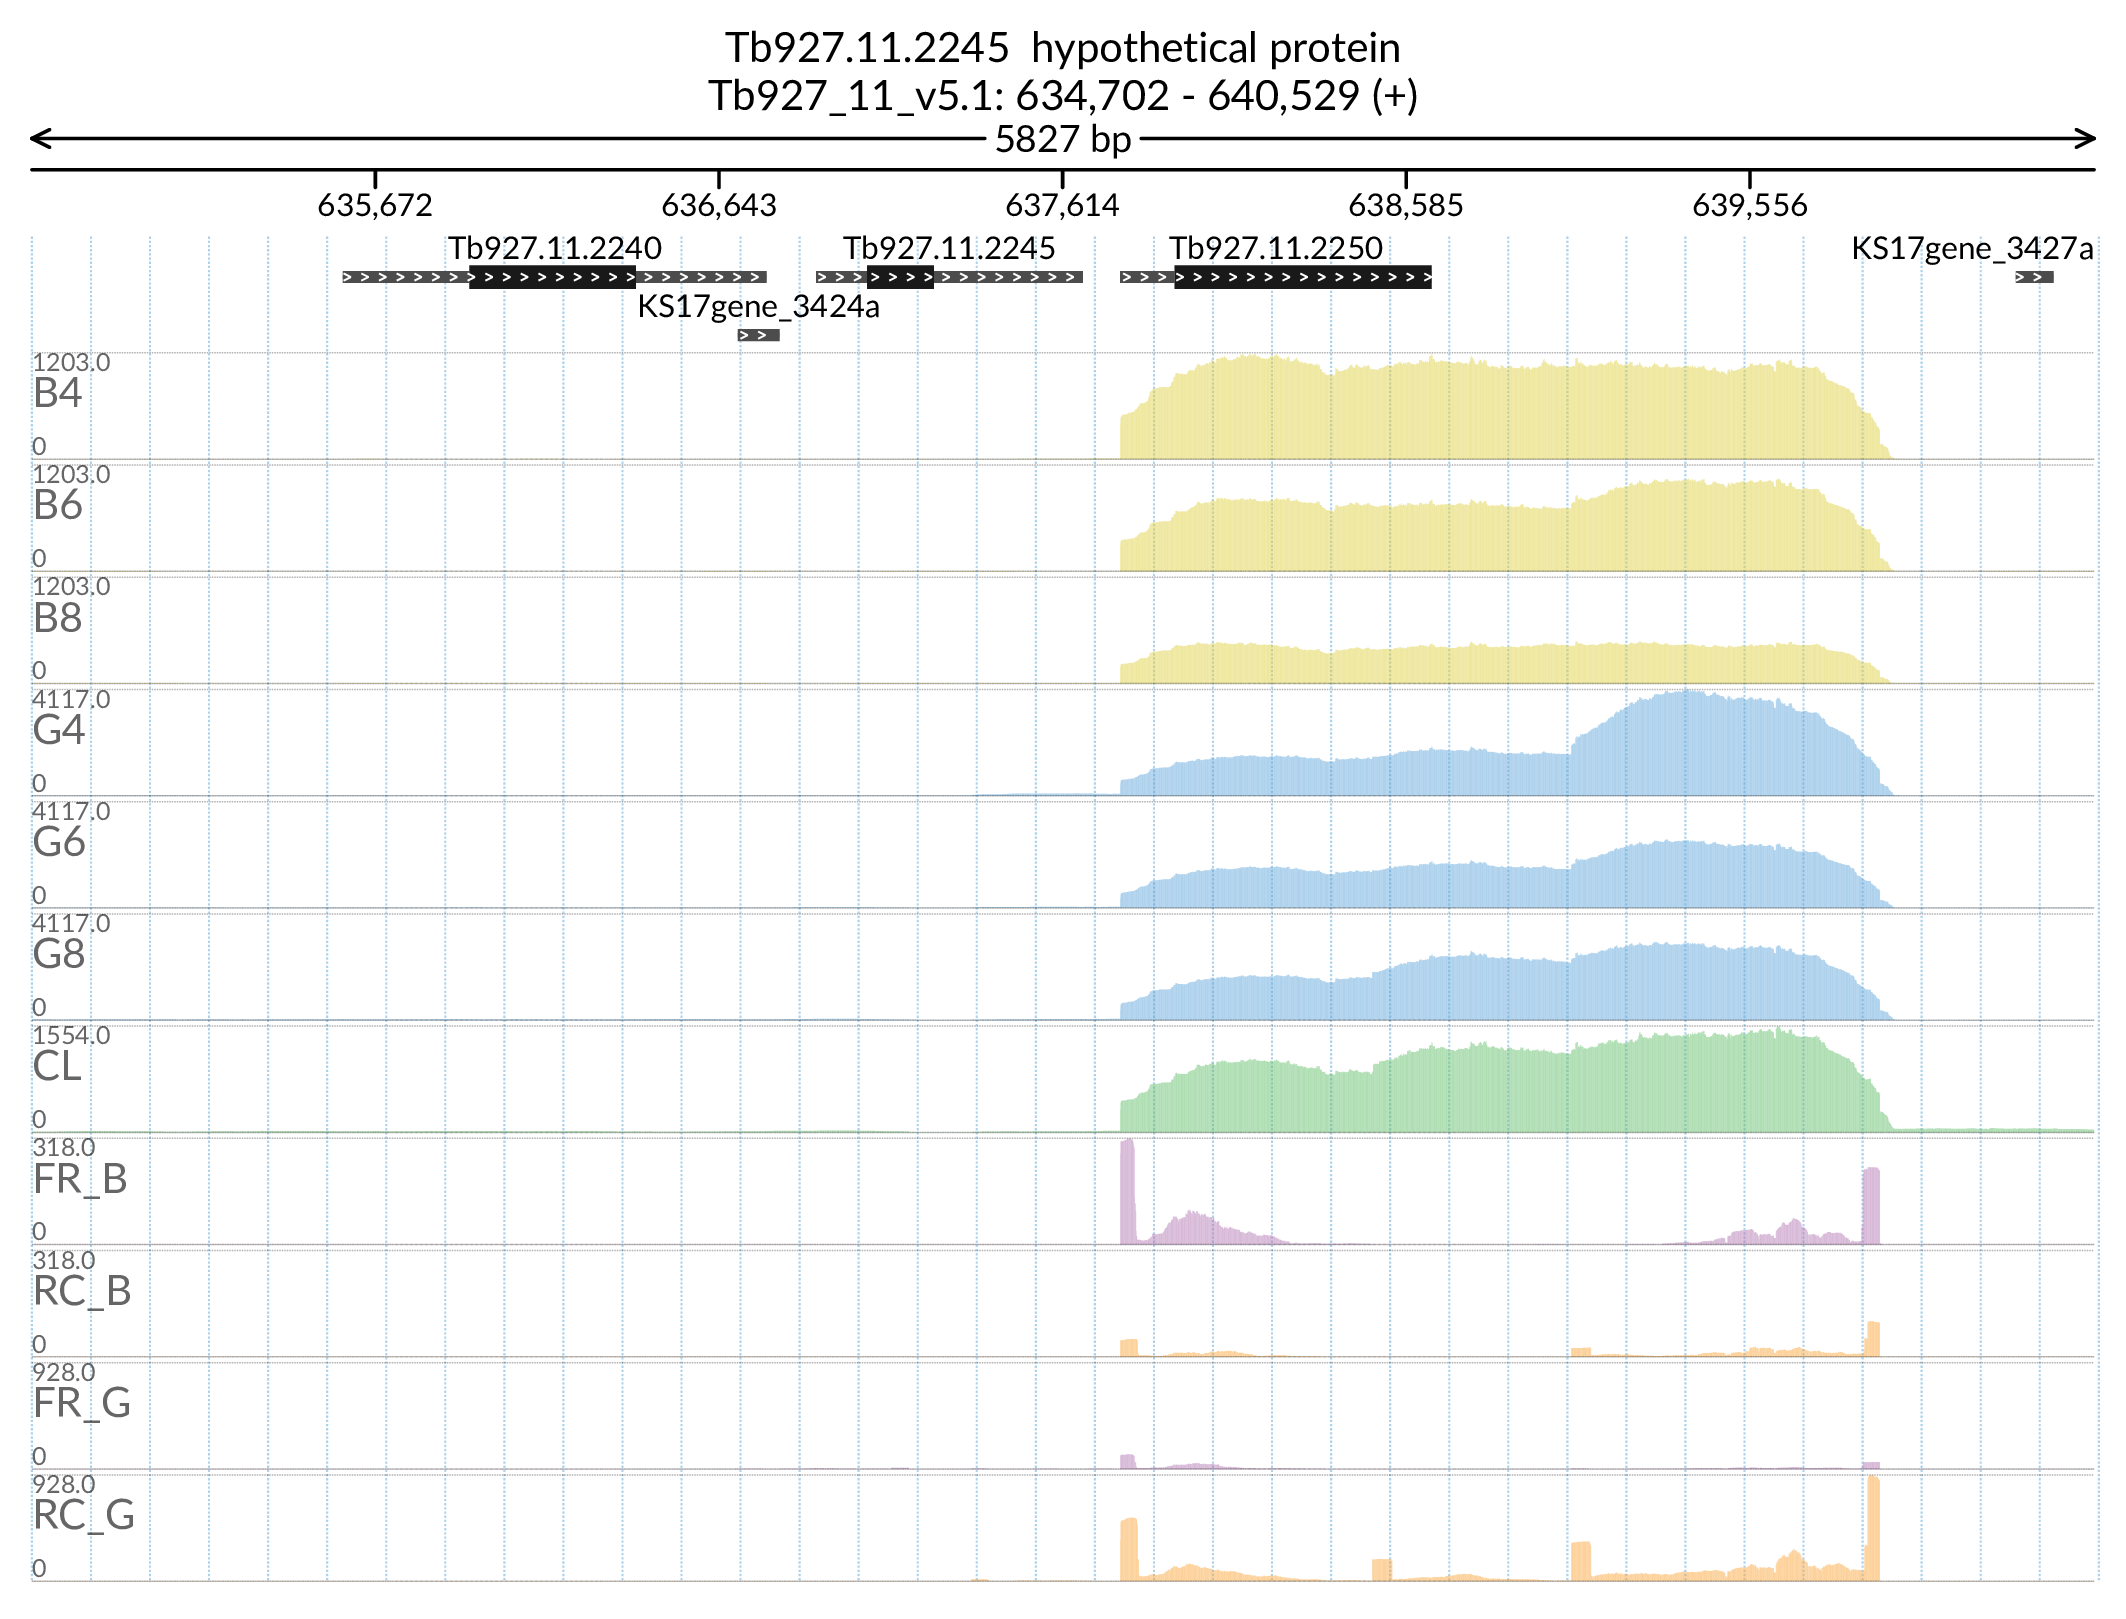 Tb927.11.2245  hypothetical protein
Tb927_11_v5.1: 634,702 - 640,529 (+)
5827 bp
635,672 636,643 637,614 638,585 639,556
Tb927.11.2240 Tb927.11.2245 Tb927.11.2250 KS17gene_3427a
KS17gene_3424a
1203.0
B4
0
1203.0
B6
0
1203.0
B8
0
4117.0
G4
0
4117.0
G6
0
4117.0
G8
0
1554.0
CL
0
318.0
FR_B
0
318.0
RC_B
0
928.0
FR_G
0
928.0
RC_G
0